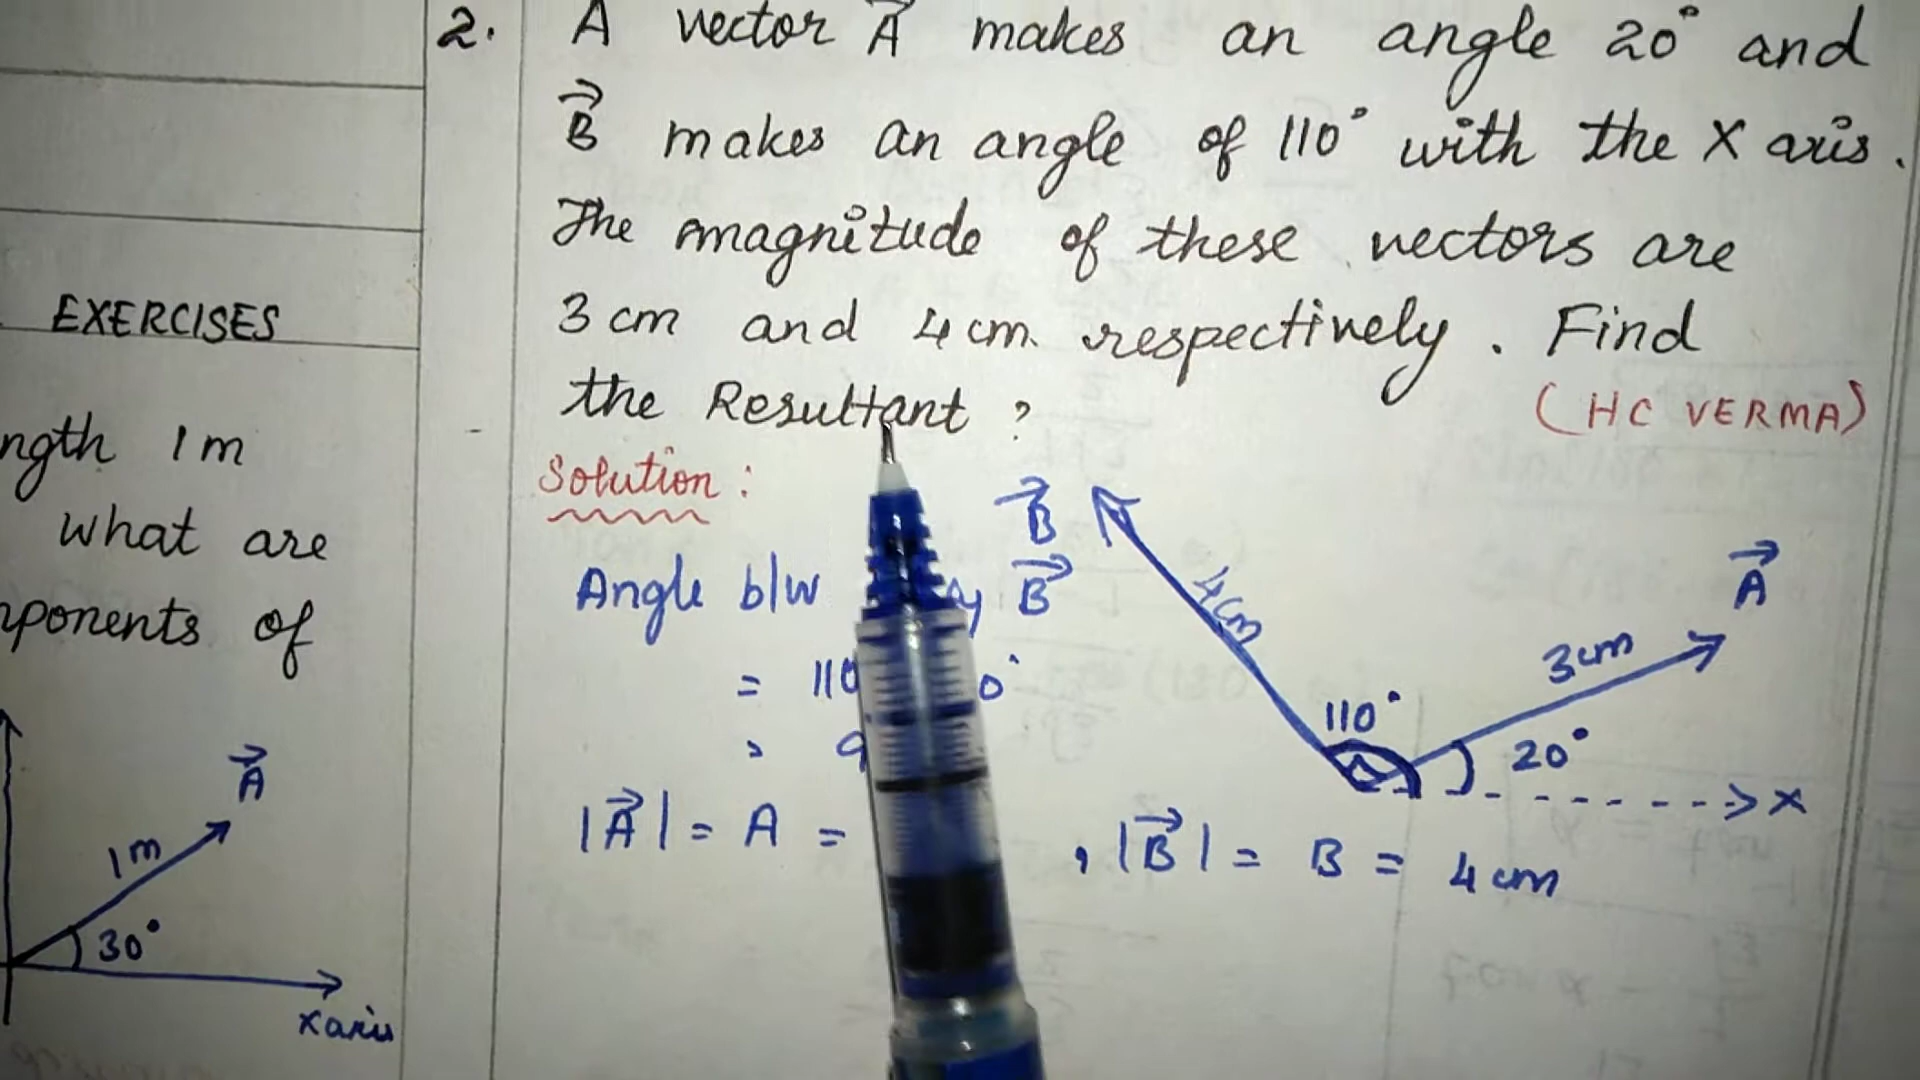 EXERCISES
ngth 1 m
what are
ponents of
A⃗
1m
30°
x axis
2. A vector A⃗ makes an angle 20° and
B⃗ makes an angle of 110° with the X axis.
The magnitude of these vectors are
3 cm and 4 cm. respectively. Find
the Resultant ?
(HC VERMA)
Solution :
Angle b/w B⃗
= 110 0°
|A⃗| = A =
, |B⃗| = B = 4 cm
B⃗
4cm
110°
A⃗
3cm
20°
x